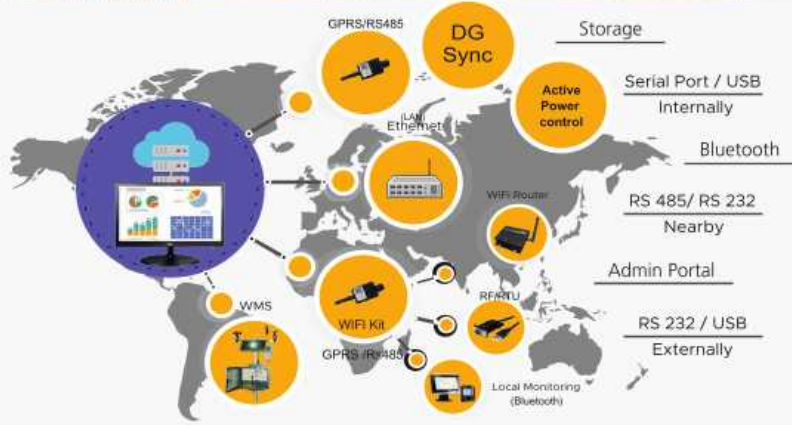 GPRS/RS485
DG
Sync
Storage
Active
Power
control
Serial Port / USB
Internally
(LAN)
Ethernet
Bluetooth
WIFI Router
RS 485/ RS 232
Nearby
Admin Portal
WMS
WIFI Kit
RF/RTU
GPRS /Rs485
RS 232 / USB
Externally
Local Monitoring
(Bluetooth)